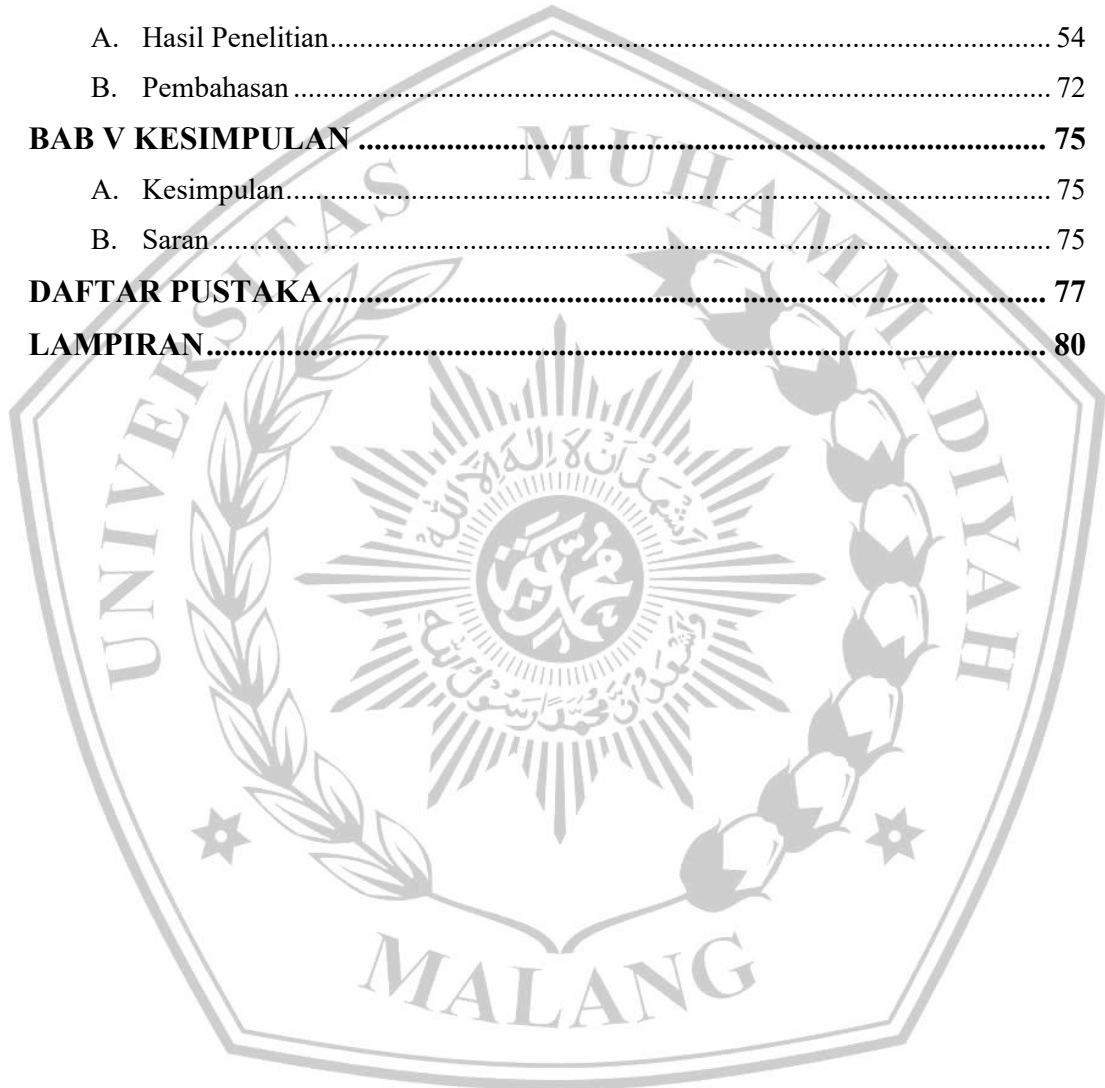 A. Hasil Penelitian........................................................................................................ 54
B. Pembahasan............................................................................................................. 72
BAB V KESIMPULAN ................................................................................................ 75
A. Kesimpulan.............................................................................................................. 75
B. Saran........................................................................................................................ 75
DAFTAR PUSTAKA.................................................................................................... 77
LAMPIRAN................................................................................................................. 80
UNIVERSITAS MUHAMMADIYAH
MALANG